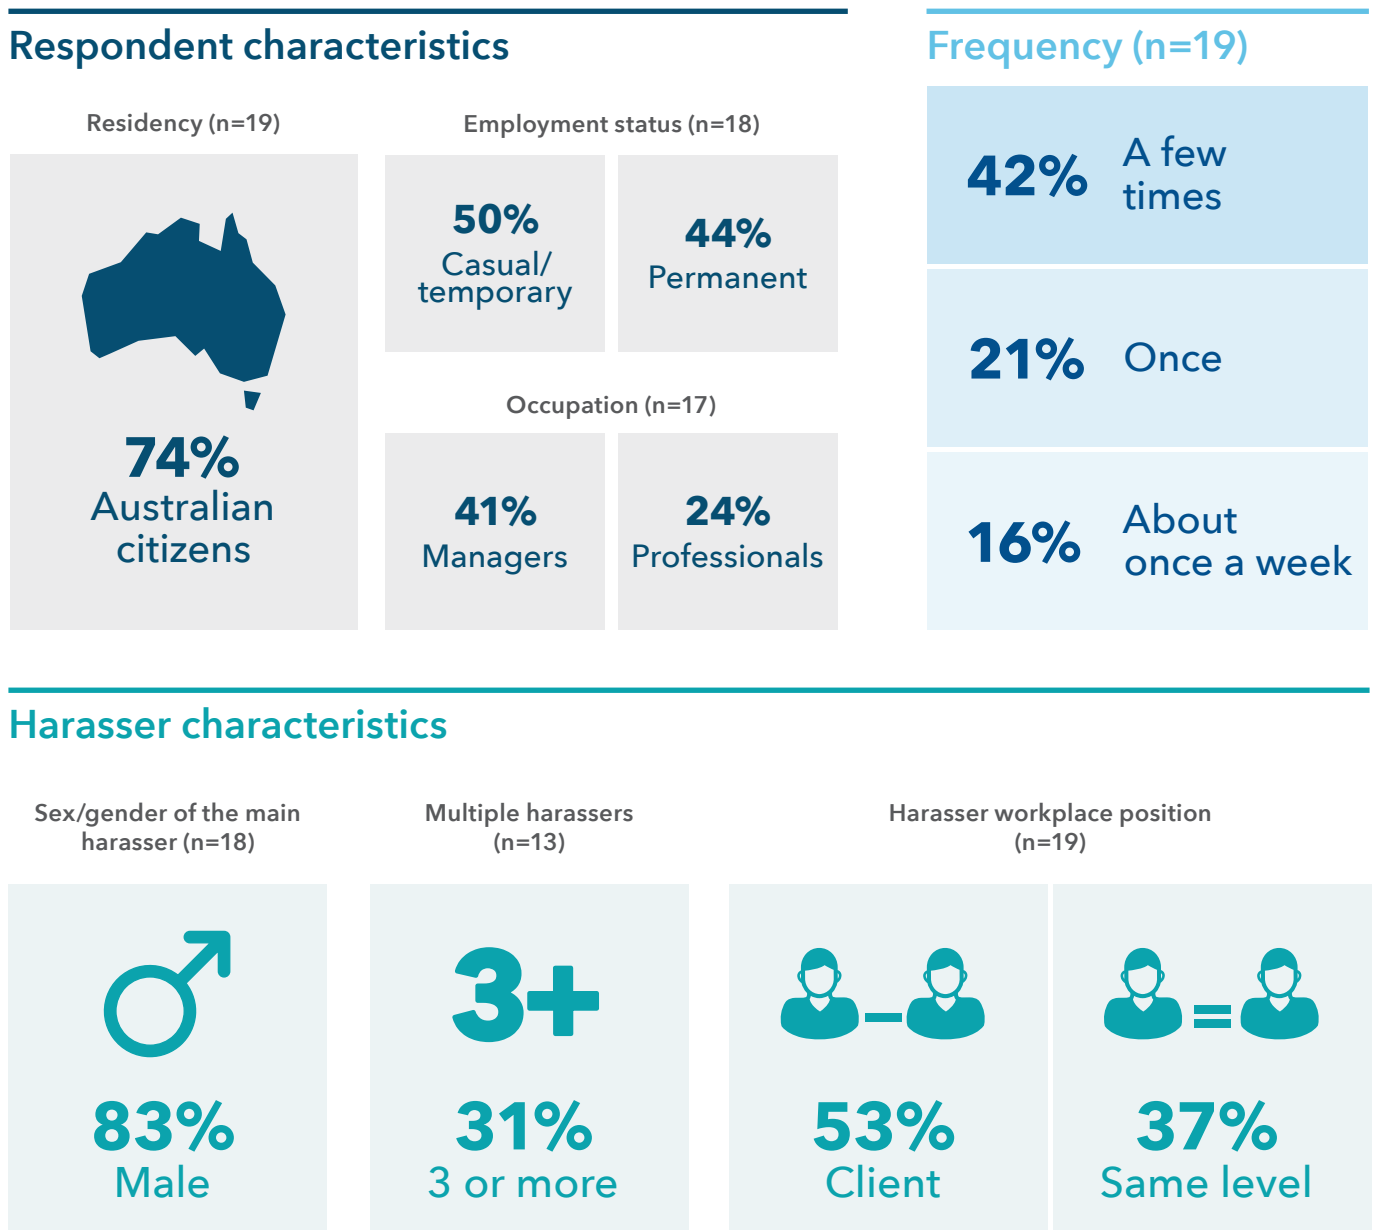 Respondent characteristics
Residency (n=19)
74%
Australian
citizens
Employment status (n=18)
50%
Casual/
temporary
44%
Permanent
Occupation (n=17)
41%
Managers
24%
Professionals
Frequency (n=19)
42%
A few
times
21%
Once
16%
About
once a week
Harasser characteristics
Sex/gender of the main
harasser (n=18)
83%
Male
Multiple harassers
(n=13)
3+
31%
3 or more
Harasser workplace position
(n=19)
53%
Client
37%
Same level